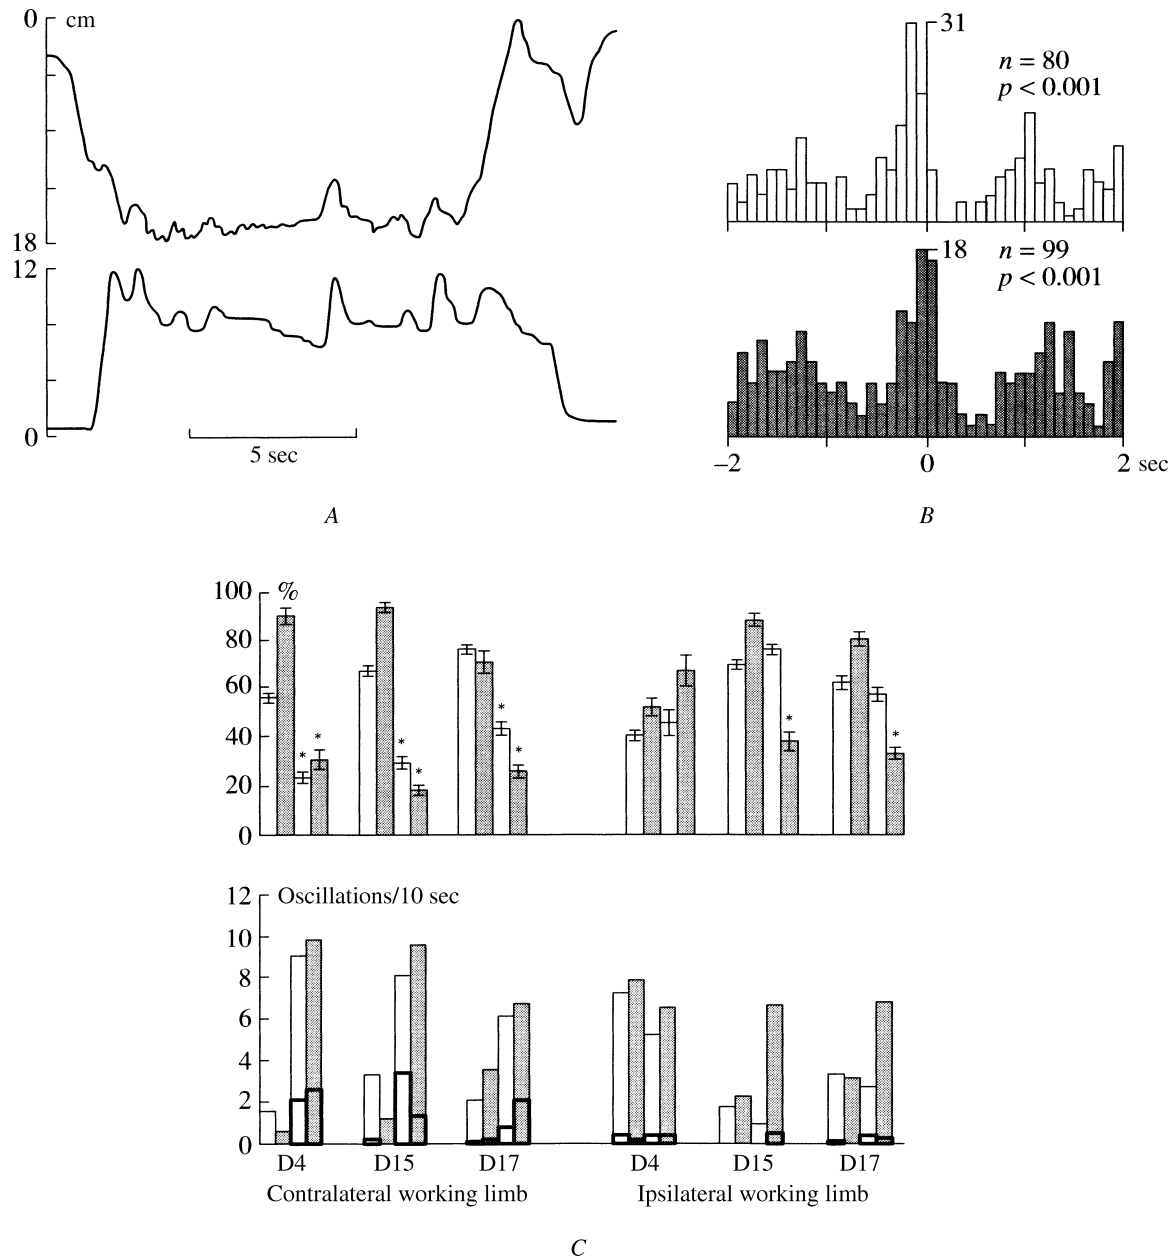 0 cm
18
12
0
5 sec
A
31
n = 80
p < 0.001
18
n = 99
p < 0.001
–2 0 2 sec
B
100 %
80
60
40
20
0
* * * * * * * *
12 Oscillations/10 sec
10
8
6
4
2
0
D4 D15 D17 D4 D15 D17
Contralateral working limb Ipsilateral working limb
C